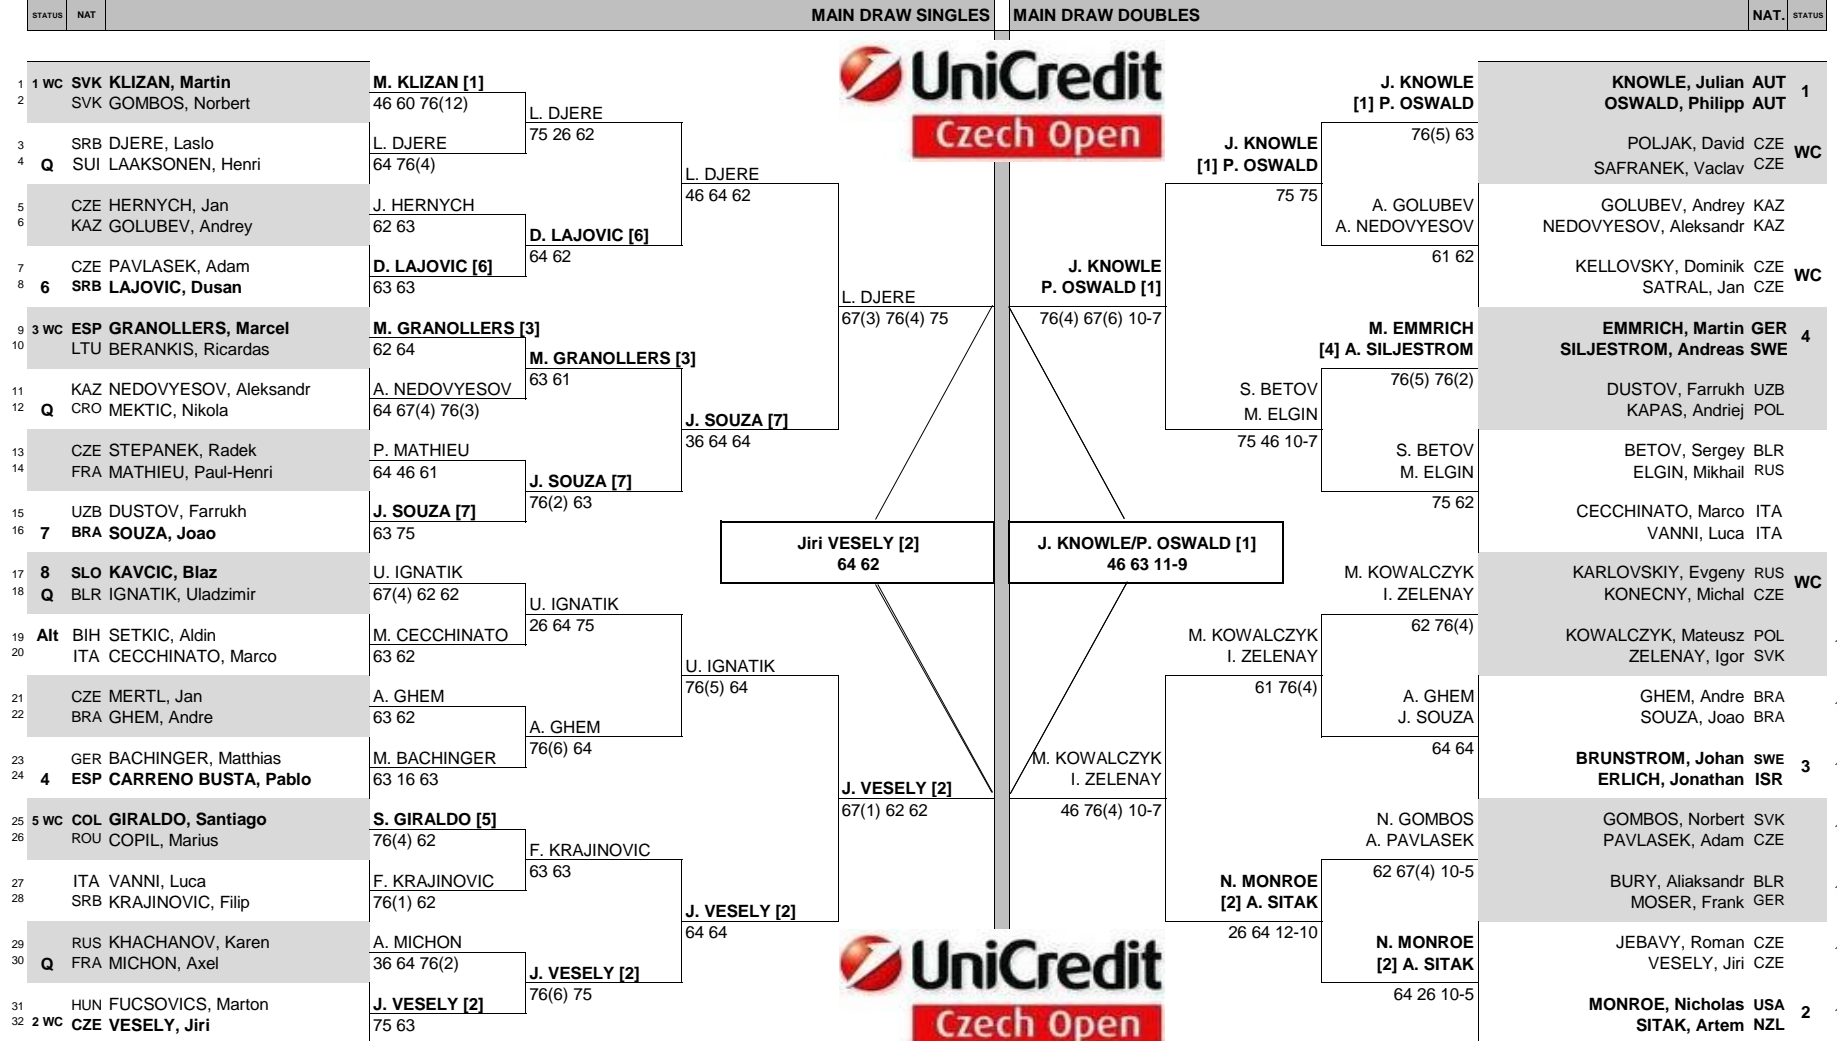 STATUS NAT MAIN DRAW SINGLES MAIN DRAW DOUBLES NAT. STATUS
UniCredit
Czech Open
1 1 WC SVK KLIZAN, Martin
2 SVK GOMBOS, Norbert
3 SRB DJERE, Laslo
4 Q SUI LAAKSONEN, Henri
5 CZE HERNYCH, Jan
6 KAZ GOLUBEV, Andrey
7 CZE PAVLASEK, Adam
8 6 SRB LAJOVIC, Dusan
9 3 WC ESP GRANOLLERS, Marcel
10 LTU BERANKIS, Ricardas
11 KAZ NEDOVYESOV, Aleksandr
12 Q CRO MEKTIC, Nikola
13 CZE STEPANEK, Radek
14 FRA MATHIEU, Paul-Henri
15 UZB DUSTOV, Farrukh
16 7 BRA SOUZA, Joao
17 8 SLO KAVCIC, Blaz
18 Q BLR IGNATIK, Uladzimir
19 Alt BIH SETKIC, Aldin
20 ITA CECCHINATO, Marco
21 CZE MERTL, Jan
22 BRA GHEM, Andre
23 GER BACHINGER, Matthias
24 4 ESP CARRENO BUSTA, Pablo
25 5 WC COL GIRALDO, Santiago
26 ROU COPIL, Marius
27 ITA VANNI, Luca
28 SRB KRAJINOVIC, Filip
29 RUS KHACHANOV, Karen
30 Q FRA MICHON, Axel
31 HUN FUCSOVICS, Marton
32 2 WC CZE VESELY, Jiri
M. KLIZAN [1]
46 60 76(12)
L. DJERE
64 76(4)
J. HERNYCH
62 63
D. LAJOVIC [6]
63 63
M. GRANOLLERS [3]
62 64
A. NEDOVYESOV
64 67(4) 76(3)
P. MATHIEU
64 46 61
J. SOUZA [7]
63 75
U. IGNATIK
67(4) 62 62
M. CECCHINATO
63 62
A. GHEM
63 62
M. BACHINGER
63 16 63
S. GIRALDO [5]
76(4) 62
F. KRAJINOVIC
76(1) 62
A. MICHON
36 64 76(2)
J. VESELY [2]
75 63
L. DJERE
75 26 62
D. LAJOVIC [6]
64 62
M. GRANOLLERS [3]
63 61
J. SOUZA [7]
76(2) 63
U. IGNATIK
26 64 75
A. GHEM
76(6) 64
F. KRAJINOVIC
63 63
J. VESELY [2]
76(6) 75
L. DJERE
46 64 62
J. SOUZA [7]
36 64 64
U. IGNATIK
76(5) 64
J. VESELY [2]
64 64
L. DJERE
67(3) 76(4) 75
J. VESELY [2]
67(1) 62 62
Jiri VESELY [2]
64 62
J. KNOWLE/P. OSWALD [1]
46 63 11-9
J. KNOWLE
P. OSWALD [1]
76(4) 67(6) 10-7
M. KOWALCZYK
I. ZELENAY
46 76(4) 10-7
J. KNOWLE
[1] P. OSWALD
75 75
S. BETOV
M. ELGIN
75 46 10-7
M. KOWALCZYK
I. ZELENAY
61 76(4)
N. MONROE
[2] A. SITAK
26 64 12-10
J. KNOWLE
[1] P. OSWALD
76(5) 63
A. GOLUBEV
A. NEDOVYESOV
61 62
M. EMMRICH
[4] A. SILJESTROM
76(5) 76(2)
S. BETOV
M. ELGIN
75 62
M. KOWALCZYK
I. ZELENAY
62 76(4)
A. GHEM
J. SOUZA
64 64
N. GOMBOS
A. PAVLASEK
62 67(4) 10-5
N. MONROE
[2] A. SITAK
64 26 10-5
KNOWLE, Julian AUT 1
OSWALD, Philipp AUT
POLJAK, David CZE WC
SAFRANEK, Vaclav CZE
GOLUBEV, Andrey KAZ
NEDOVYESOV, Aleksandr KAZ
KELLOVSKY, Dominik CZE WC
SATRAL, Jan CZE
EMMRICH, Martin GER 4
SILJESTROM, Andreas SWE
DUSTOV, Farrukh UZB
KAPAS, Andriej POL
BETOV, Sergey BLR
ELGIN, Mikhail RUS
CECCHINATO, Marco ITA
VANNI, Luca ITA
KARLOVSKIY, Evgeny RUS WC
KONECNY, Michal CZE
KOWALCZYK, Mateusz POL
ZELENAY, Igor SVK
GHEM, Andre BRA
SOUZA, Joao BRA
BRUNSTROM, Johan SWE 3
ERLICH, Jonathan ISR
GOMBOS, Norbert SVK
PAVLASEK, Adam CZE
BURY, Aliaksandr BLR
MOSER, Frank GER
JEBAVY, Roman CZE
VESELY, Jiri CZE
MONROE, Nicholas USA 2
SITAK, Artem NZL
UniCredit
Czech Open